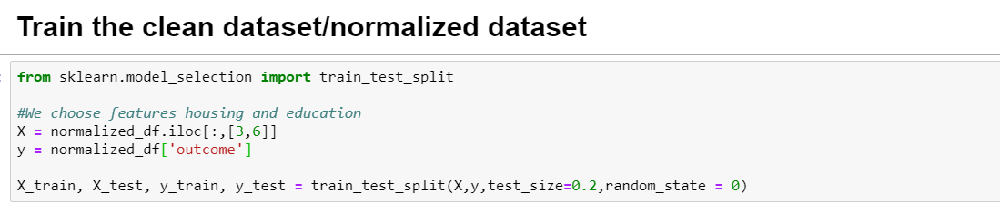 Train the clean dataset/normalized dataset
from sklearn.model_selection import train_test_split
#We choose features housing and education
X = normalized_df.iloc[:,[3,6]]
y = normalized_df['outcome']
X_train, X_test, y_train, y_test = train_test_split(X,y,test_size=0.2,random_state = 0)